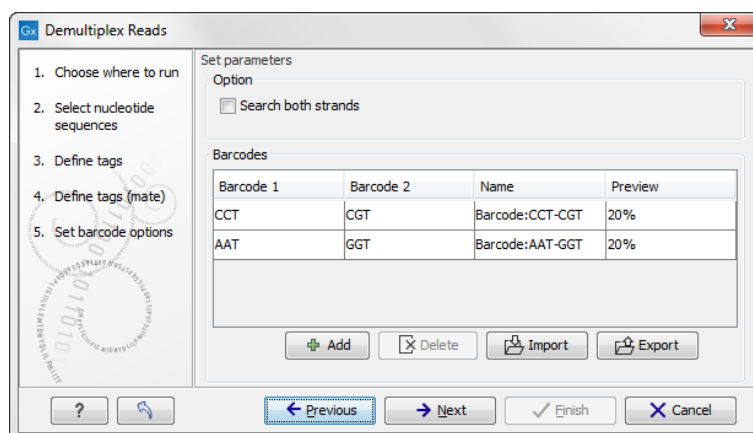 Gx Demultiplex Reads
1. Choose where to run
2. Select nucleotide
sequences
3. Define tags
4. Define tags (mate)
5. Set barcode options
Set parameters
Option
Search both strands
Barcodes
Barcode 1 Barcode 2 Name Preview
CCT CGT Barcode:CCT-CGT 20%
AAT GGT Barcode:AAT-GGT 20%
Add Delete Import Export
? Previous Next Finish Cancel